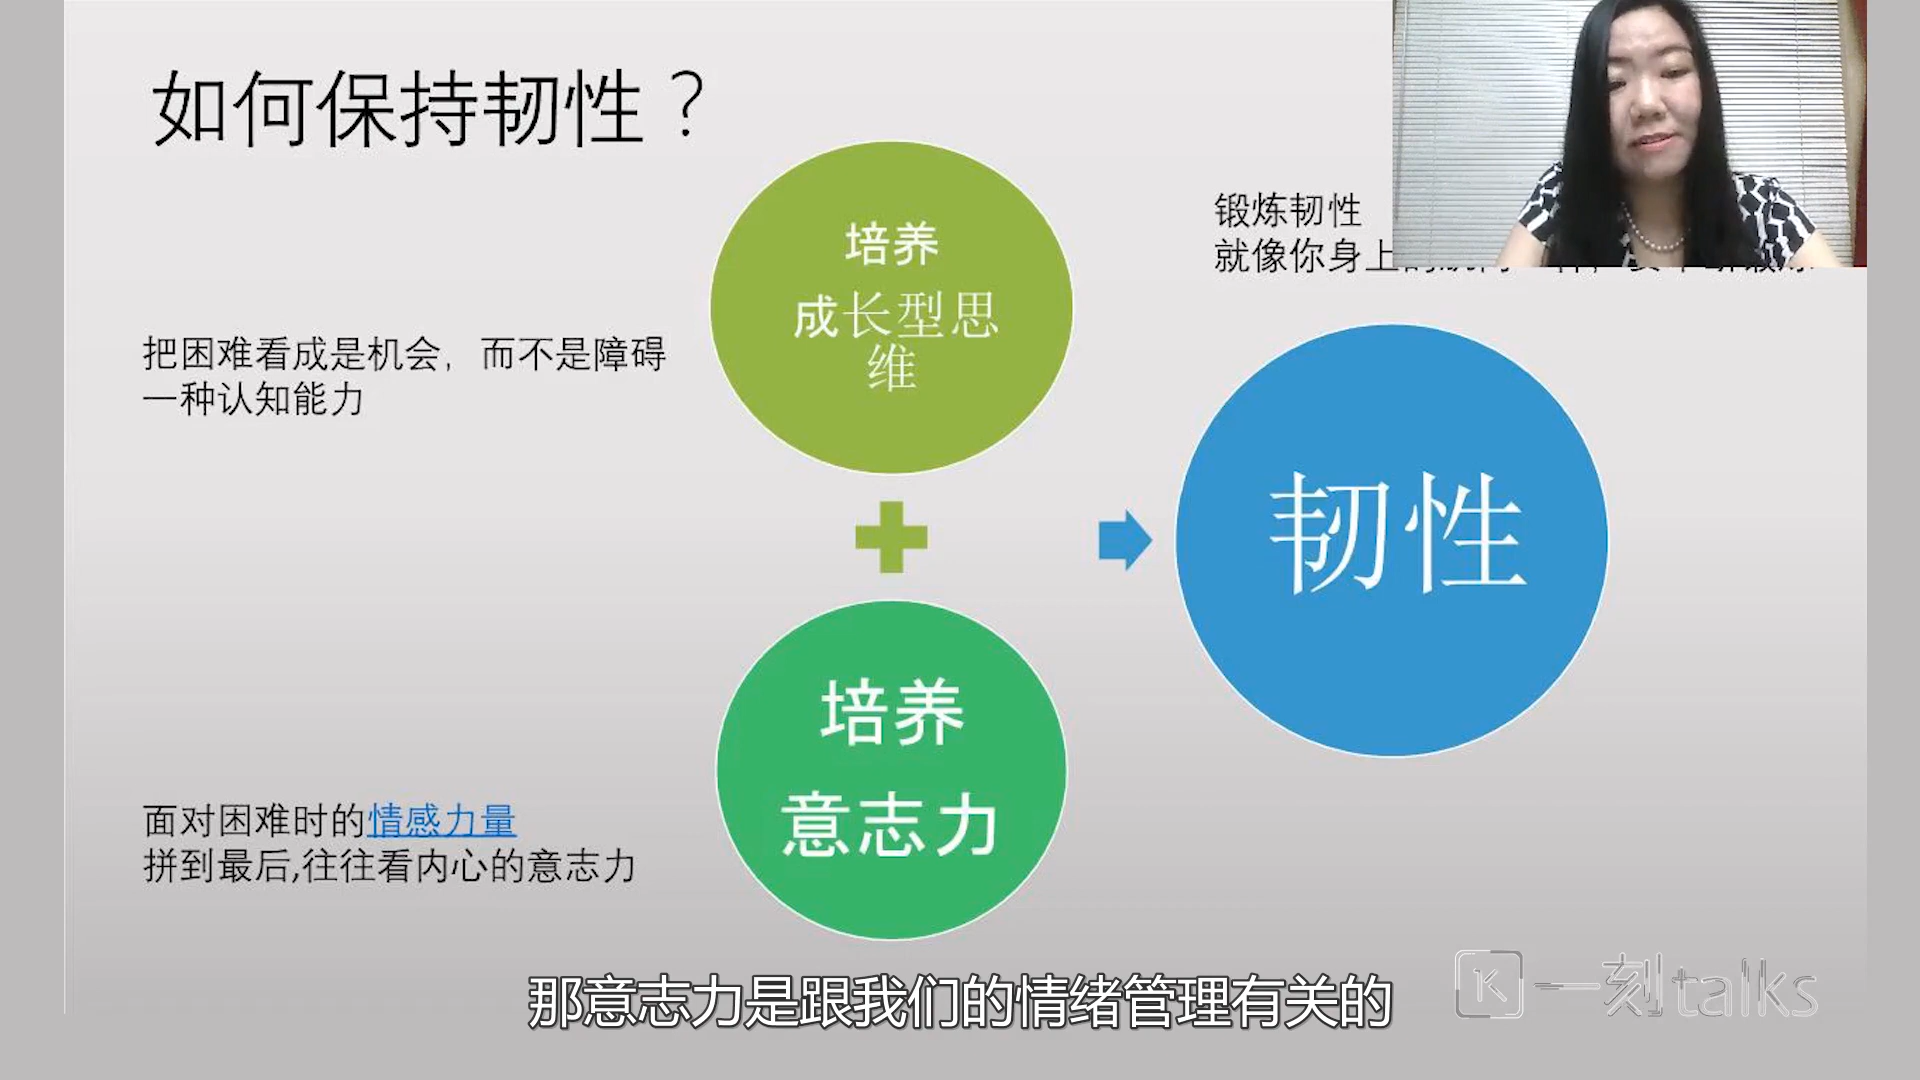 如何保持韧性？
锻炼韧性
就像你身上
培养
成长型思
维
把困难看成是机会，而不是障碍
一种认知能力
韧性
培养
意志力
面对困难时的情感力量
拼到最后,往往看内心的意志力
那意志力是跟我们的情绪管理有关的
K 一刻talks